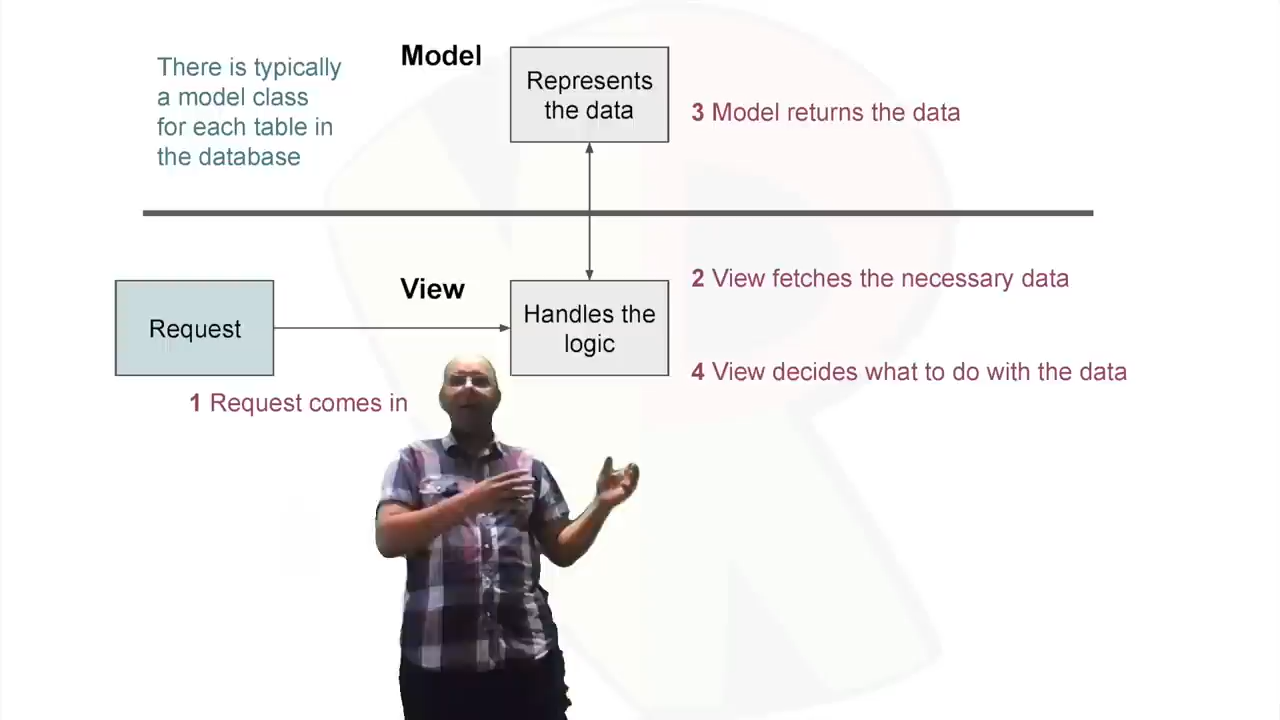 There is typically
a model class
for each table in
the database
Model
Represents
the data
3 Model returns the data
View
Request
Handles the
logic
2 View fetches the necessary data
4 View decides what to do with the data
1 Request comes in